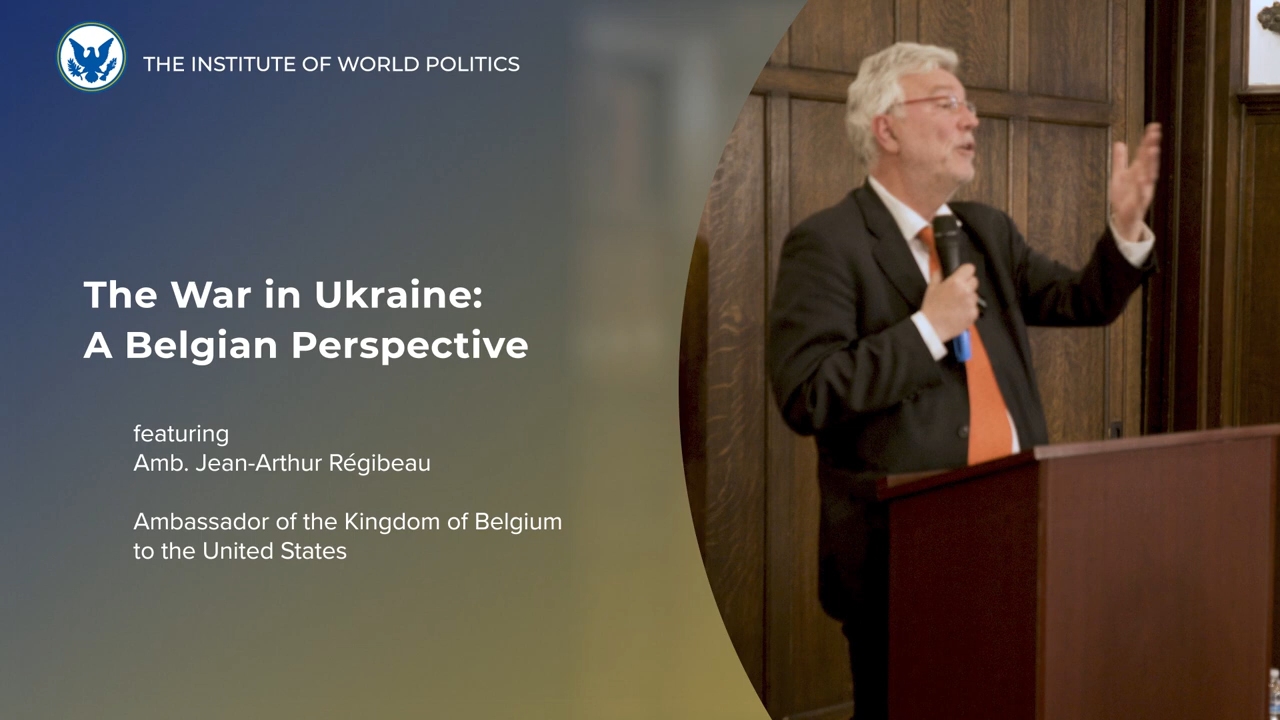 THE INSTITUTE OF WORLD POLITICS
The War in Ukraine:
A Belgian Perspective
featuring
Amb. Jean-Arthur Régibeau
Ambassador of the Kingdom of Belgium
to the United States